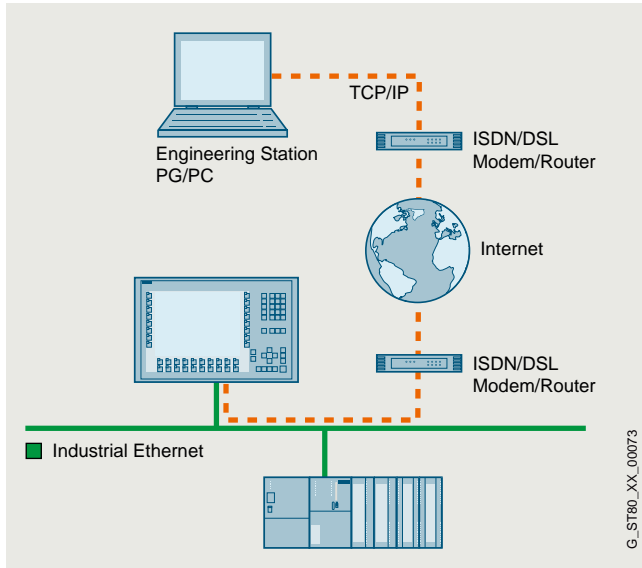 TCP/IP
Engineering Station
PG/PC
ISDN/DSL
Modem/Router
Internet
ISDN/DSL
Modem/Router
Industrial Ethernet
G_ST80_XX_00073